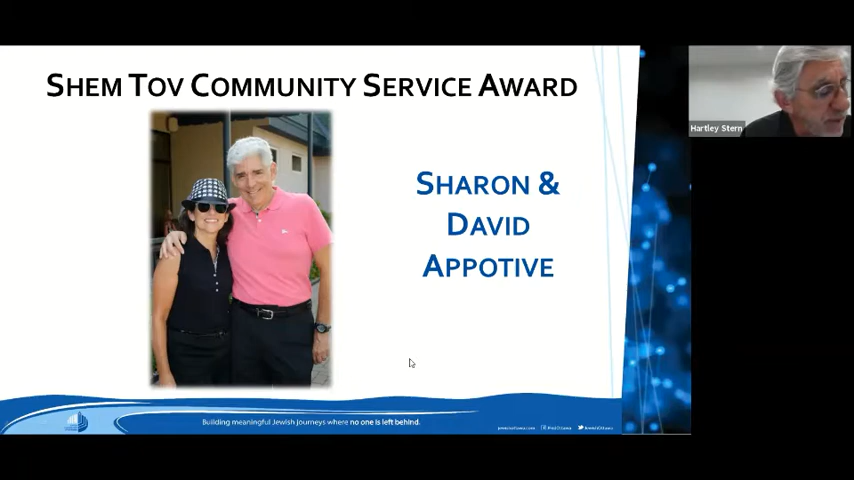 SHEM TOV COMMUNITY SERVICE AWARD
Hartley Stern
SHARON &
DAVID
APPOTIVE
Building meaningful Jewish journeys where no one is left behind.